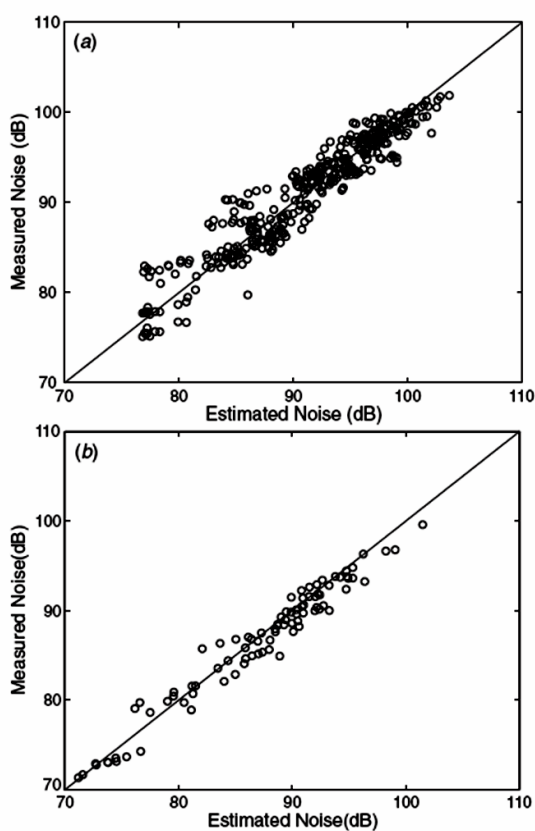 110
(a)
100
90
80
70
Measured Noise (dB)
70 80 90 100 110
Estimated Noise (dB)
110
(b)
100
90
80
70
Measured Noise(dB)
70 80 90 100 110
Estimated Noise(dB)